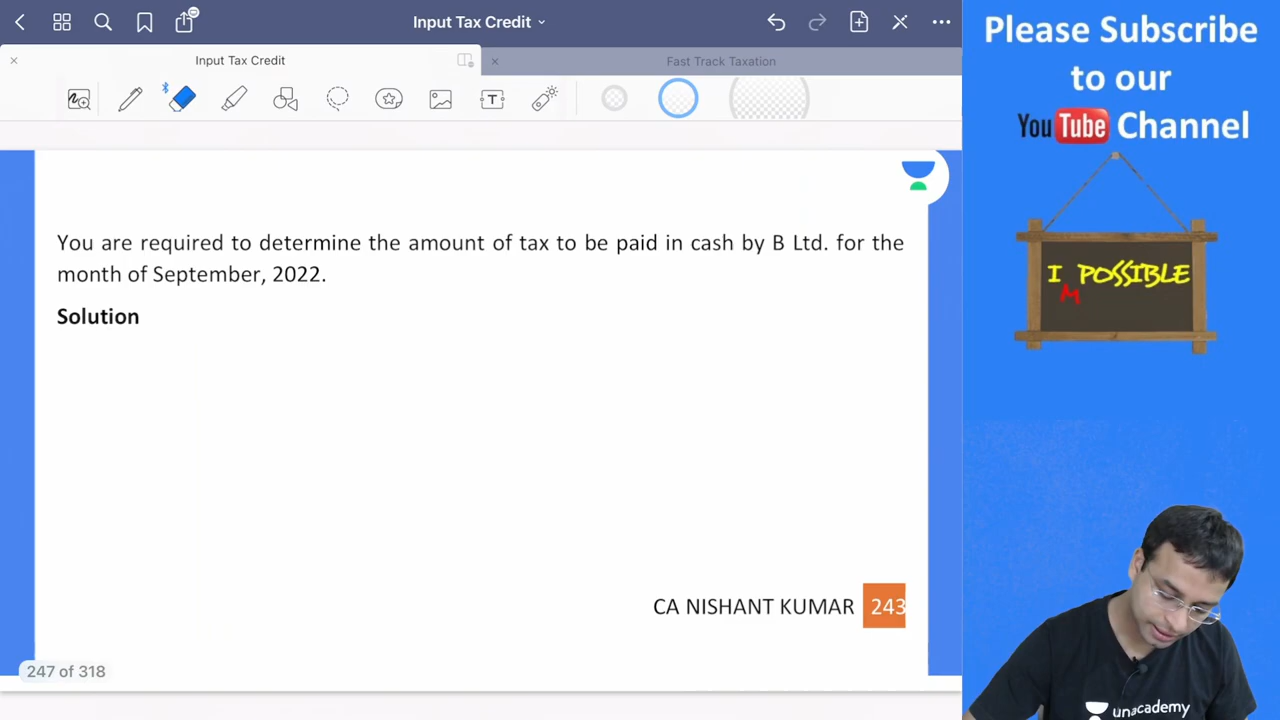 Input Tax Credit
Input Tax Credit
Fast Track Taxation
T
You are required to determine the amount of tax to be paid in cash by B Ltd. for the
month of September, 2022.
Solution
CA NISHANT KUMAR 243
247 of 318
Please Subscribe
to our
YouTube Channel
I POSSIBLE
M
unacademy